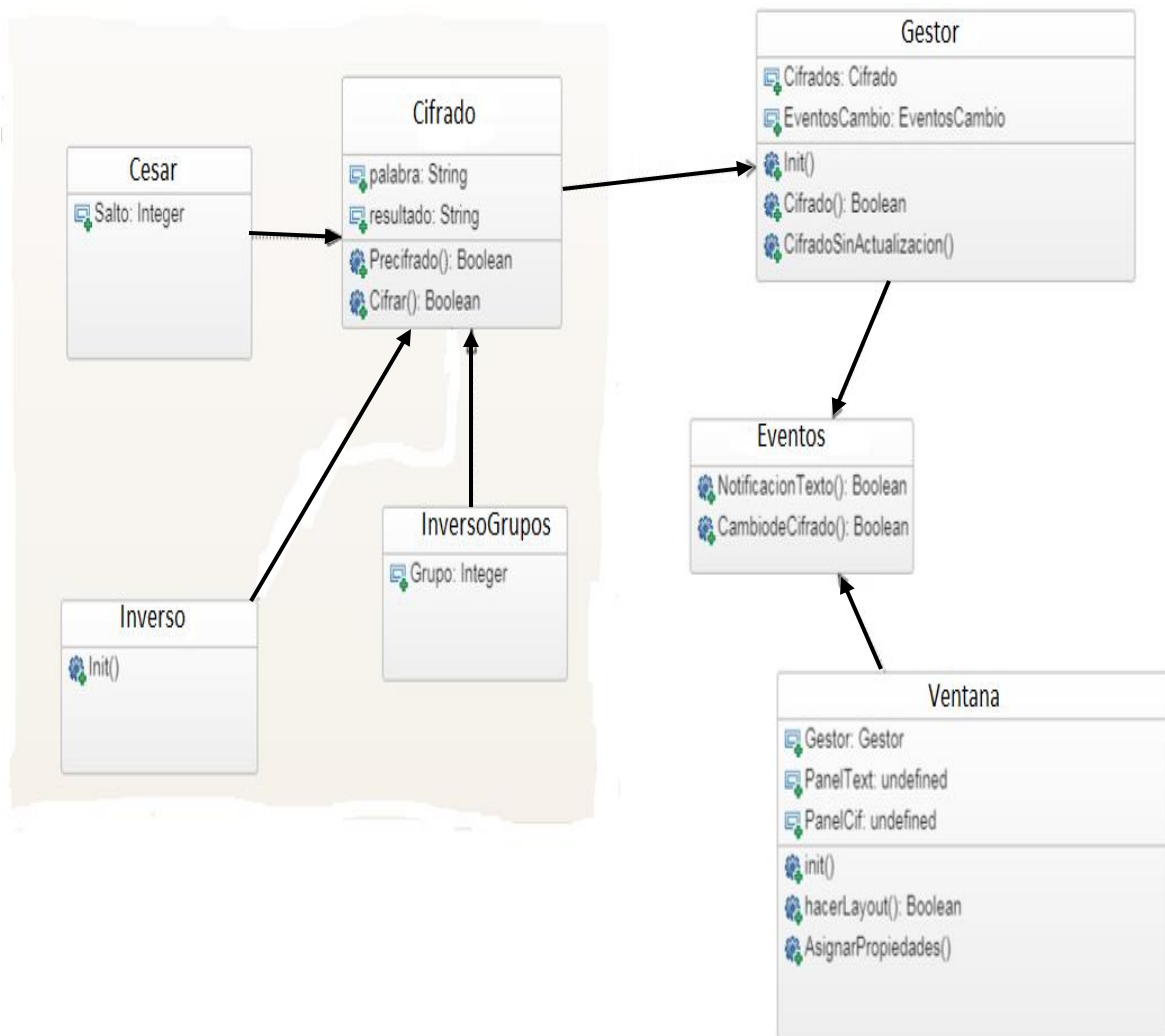 Gestor
Cifrados: Cifrado
EventosCambio: EventosCambio
Init()
Cifrado(): Boolean
CifradoSinActualizacion()
Cifrado
palabra: String
resultado: String
Precifrado(): Boolean
Cifrar(): Boolean
Cesar
Salto: Integer
Eventos
NotificacionTexto(): Boolean
CambiodeCifrado(): Boolean
InversoGrupos
Grupo: Integer
Inverso
Init()
Ventana
Gestor: Gestor
PanelText: undefined
PanelCif: undefined
init()
hacerLayout(): Boolean
AsignarPropiedades()